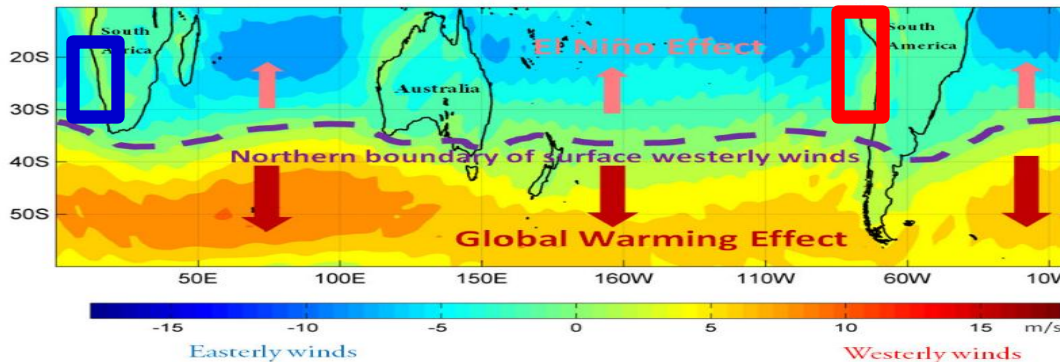 South
Africa
South
America
El Niño Effect
20S
Australia
30S
Northern boundary of surface westerly winds
40S
50S
Global Warming Effect
50E
100E
150E
160W
110W
60W
10W
-15
-10
-5
0
5
10
15
m/s
Easterly winds
Westerly winds